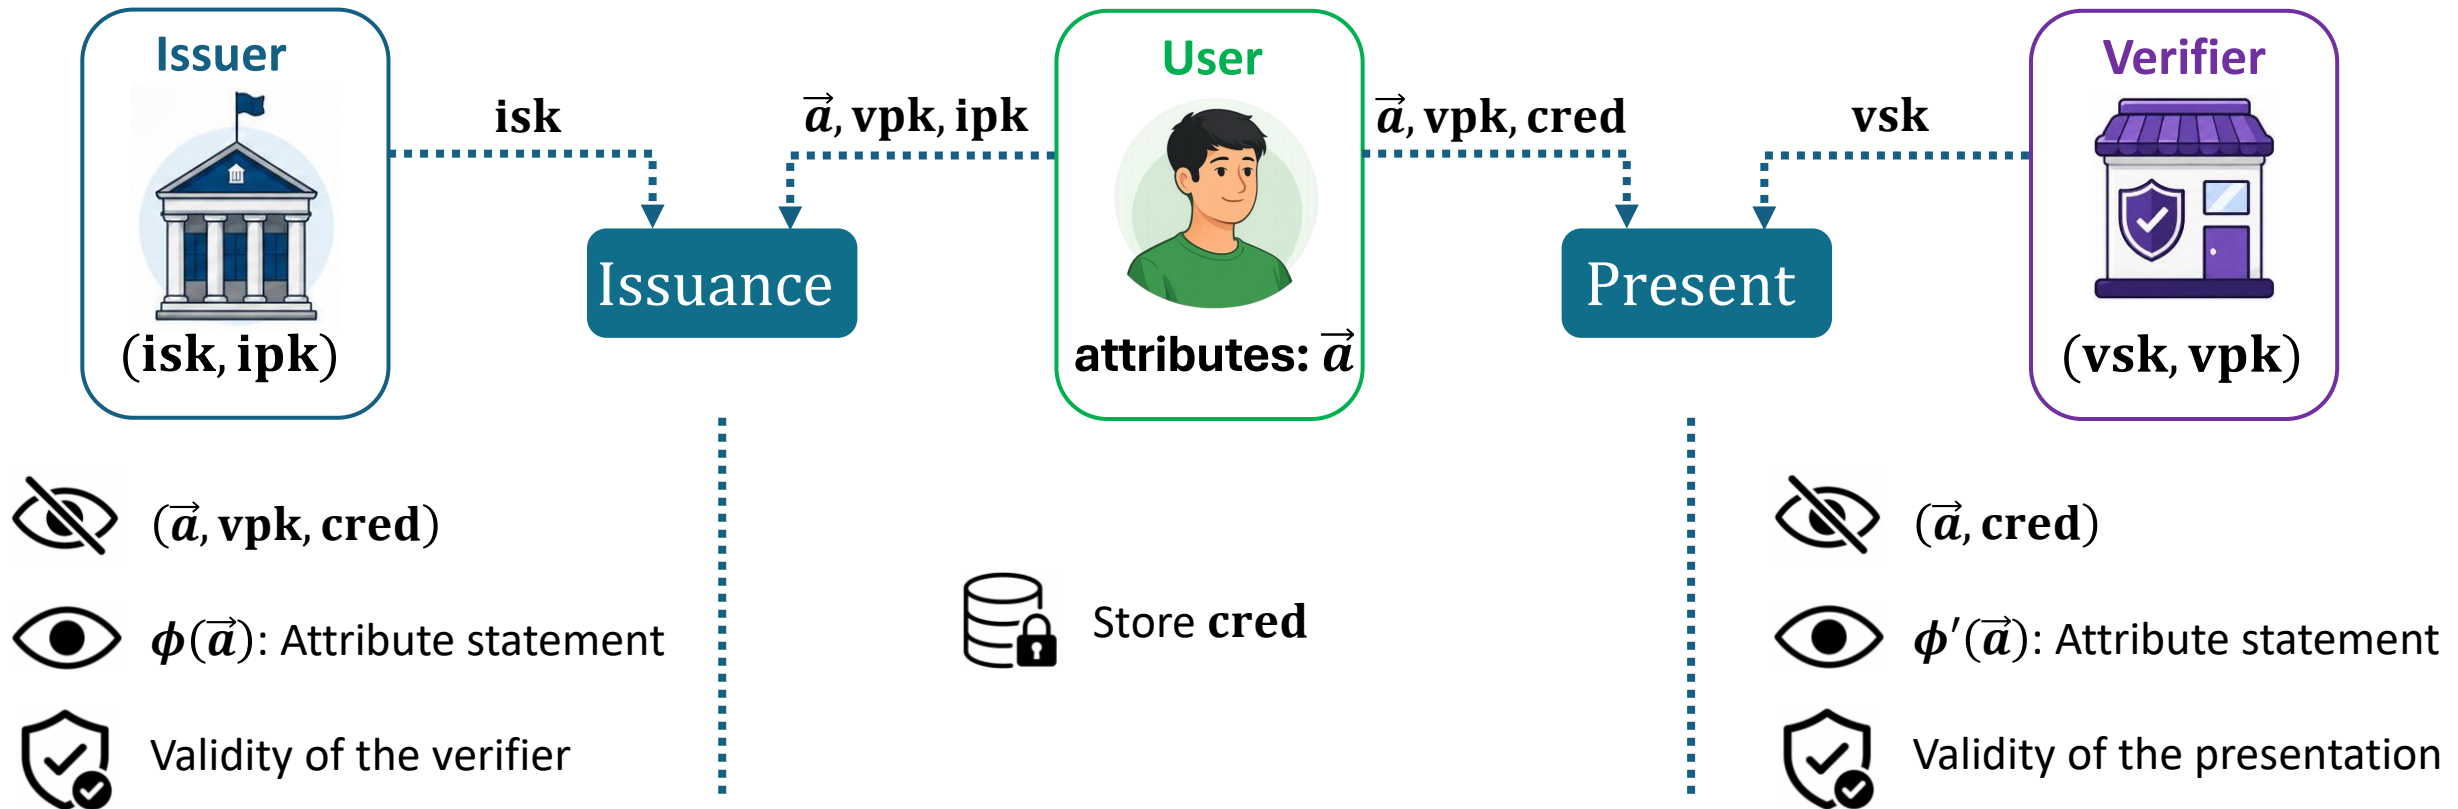 Issuer
User
Verifier
isk
a⃗, vpk, ipk
a⃗, vpk, cred
vsk
Issuance
Present
(isk, ipk)
attributes: a⃗
(vsk, vpk)
(a⃗, vpk, cred)
ϕ(a⃗): Attribute statement
Validity of the verifier
Store cred
(a⃗, cred)
ϕ′(a⃗): Attribute statement
Validity of the presentation